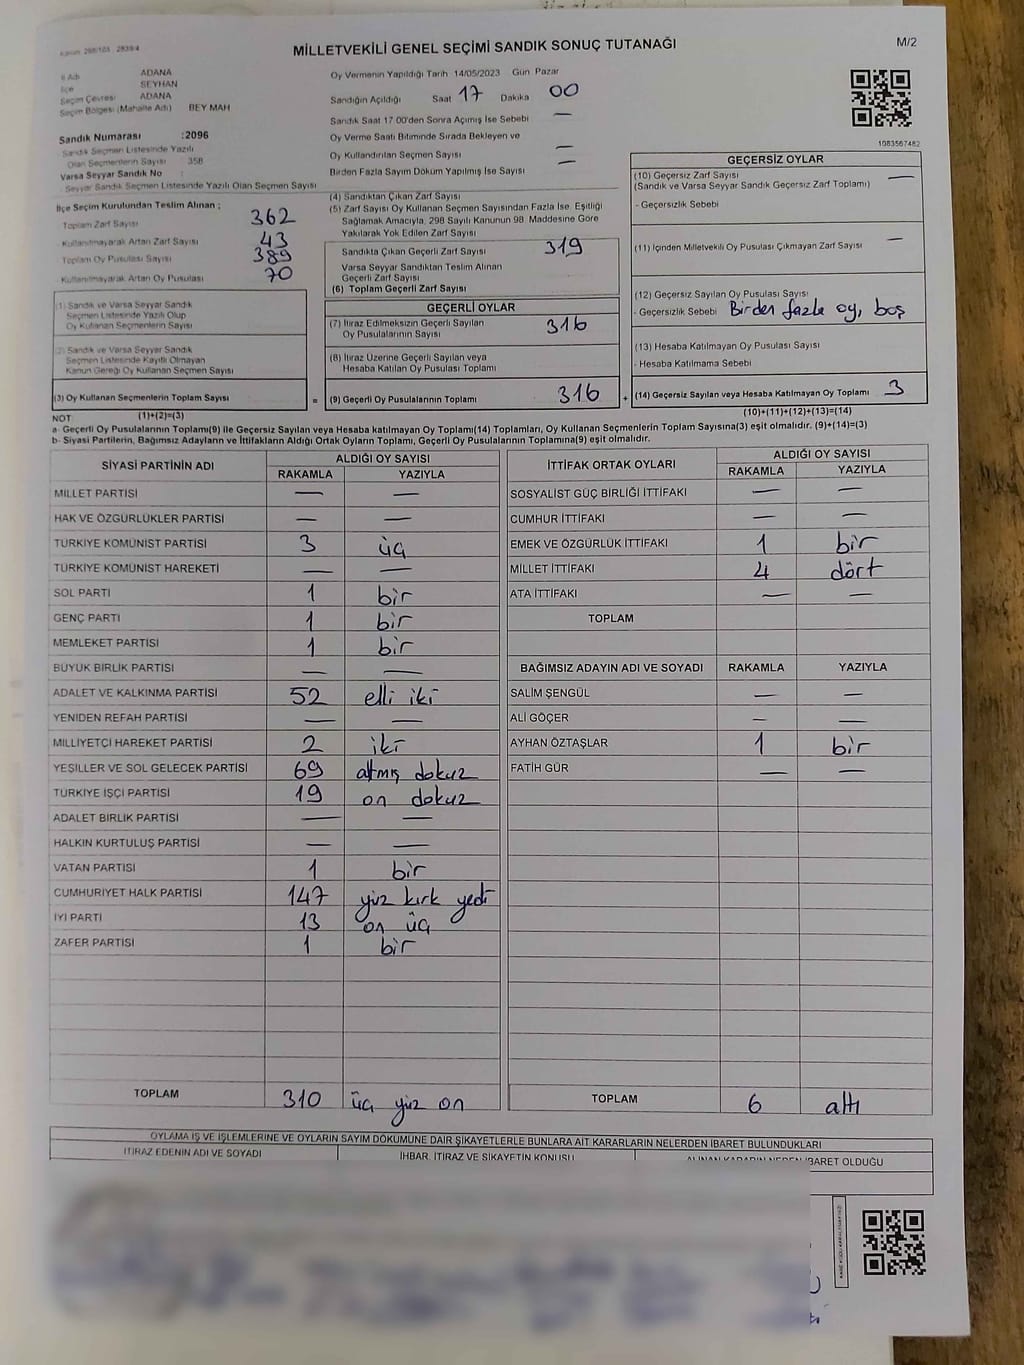 Kanun: 298/105 2839/4
MİLLETVEKİLİ GENEL SEÇİMİ SANDIK SONUÇ TUTANAĞI
M/2
İl Adı ADANA
İlçe SEYHAN
Seçim Çevresi ADANA
Seçim Bölgesi (Mahalle Adı) BEY MAH
Sandık Numarası :2096
Sandık Seçmen Listesinde Yazılı
Olan Seçmenlerin Sayısı : 358
Varsa Seyyar Sandık No :
Seyyar Sandık Seçmen Listesinde Yazılı Olan Seçmen Sayısı
Oy Vermenin Yapıldığı Tarih 14/05/2023 Gün Pazar
Sandığın Açıldığı Saat 17 Dakika 00
Sandık Saat 17.00'den Sonra Açımış İse Sebebi —
Oy Verme Saati Bitiminde Sırada Bekleyen ve
Oy Kullandırılan Seçmen Sayısı —
Birden Fazla Sayım Döküm Yapılmış İse Sayısı —
1083567482
İlçe Seçim Kurulundan Teslim Alınan ;
Toplam Zarf Sayısı 362
Kullanılmayarak Artan Zarf Sayısı 43
Toplam Oy Pusulası Sayısı 389
Kullanılmayarak Artan Oy Pusulası 70
(1) Sandık ve Varsa Seyyar Sandık
Seçmen Listesinde Yazılı Olup
Oy Kullanan Seçmenlerin Sayısı
(2) Sandık ve Varsa Seyyar Sandık
Seçmen Listesinde Kayıtlı Olmayan
Kanun Gereği Oy Kullanan Seçmen Sayısı
(3) Oy Kullanan Seçmenlerin Toplam Sayısı
(1)+(2)=(3)
(4) Sandıktan Çıkan Zarf Sayısı
(5) Zarf Sayısı Oy Kullanan Seçmen Sayısından Fazla İse, Eşitliği
Sağlamak Amacıyla, 298 Sayılı Kanunun 98. Maddesine Göre
Yakılarak Yok Edilen Zarf Sayısı
Sandıkta Çıkan Geçerli Zarf Sayısı 319
Varsa Seyyar Sandıktan Teslim Alınan
Geçerli Zarf Sayısı
(6) Toplam Geçerli Zarf Sayısı
GEÇERLİ OYLAR
(7) İtiraz Edilmeksizin Geçerli Sayılan
Oy Pusulalarının Sayısı 316
(8) İtiraz Üzerine Geçerli Sayılan veya
Hesaba Katılan Oy Pusulası Toplamı
= (9) Geçerli Oy Pusulalarının Toplamı 316 +
GEÇERSİZ OYLAR
(10) Geçersiz Zarf Sayısı —
(Sandık ve Varsa Seyyar Sandık Geçersiz Zarf Toplamı)
- Geçersizlik Sebebi
(11) İçinden Milletvekili Oy Pusulası Çıkmayan Zarf Sayısı —
(12) Geçersiz Sayılan Oy Pusulası Sayısı
- Geçersizlik Sebebi Birden fazla oy, boş
(13) Hesaba Katılmayan Oy Pusulası Sayısı
- Hesaba Katılmama Sebebi
(14) Geçersiz Sayılan veya Hesaba Katılmayan Oy Toplamı 3
(10)+(11)+(12)+(13)=(14)
NOT:
a- Geçerli Oy Pusulalarının Toplamı(9) ile Geçersiz Sayılan veya Hesaba katılmayan Oy Toplamı(14) Toplamları, Oy Kullanan Seçmenlerin Toplam Sayısına(3) eşit olmalıdır. (9)+(14)=(3)
b- Siyasi Partilerin, Bağımsız Adayların ve İttifakların Aldığı Ortak Oyların Toplamı, Geçerli Oy Pusulalarının Toplamına(9) eşit olmalıdır.
SİYASİ PARTİNİN ADI ALDIĞI OY SAYISI
RAKAMLA YAZIYLA
MİLLET PARTİSİ — —
HAK VE ÖZGÜRLÜKLER PARTİSİ — —
TÜRKİYE KOMÜNİST PARTİSİ 3 üç
TÜRKİYE KOMÜNİST HAREKETİ — —
SOL PARTİ 1 bir
GENÇ PARTİ 1 bir
MEMLEKET PARTİSİ 1 bir
BÜYÜK BİRLİK PARTİSİ — —
ADALET VE KALKINMA PARTİSİ 52 elli iki
YENİDEN REFAH PARTİSİ — —
MİLLİYETÇİ HAREKET PARTİSİ 2 iki
YEŞİLLER VE SOL GELECEK PARTİSİ 69 altmış dokuz
TÜRKİYE İŞÇİ PARTİSİ 19 on dokuz
ADALET BİRLİK PARTİSİ — —
HALKIN KURTULUŞ PARTİSİ — —
VATAN PARTİSİ 1 bir
CUMHURİYET HALK PARTİSİ 147 yüz kırk yedi
İYİ PARTİ 13 on üç
ZAFER PARTİSİ 1 bir
TOPLAM 310 üç yüz on
İTTİFAK ORTAK OYLARI ALDIĞI OY SAYISI
RAKAMLA YAZIYLA
SOSYALİST GÜÇ BİRLİĞİ İTTİFAKI — —
CUMHUR İTTİFAKI — —
EMEK VE ÖZGÜRLÜK İTTİFAKI 1 bir
MİLLET İTTİFAKI 4 dört
ATA İTTİFAKI — —
TOPLAM
BAĞIMSIZ ADAYIN ADI VE SOYADI RAKAMLA YAZIYLA
SALİM ŞENGÜL — —
ALİ GÖÇER — —
AYHAN ÖZTAŞLAR 1 bir
FATİH GÜR — —
TOPLAM 6 altı
OYLAMA İŞ VE İŞLEMLERİNE VE OYLARIN SAYIM DÖKÜMÜNE DAİR ŞİKAYETLERLE BUNLARA AİT KARARLARIN NELERDEN İBARET BULUNDUKLARI
İTİRAZ EDENİN ADI VE SOYADI İHBAR, İTİRAZ VE ŞİKAYETİN KONUSU ALINAN KARARIN NEDEN İBARET OLDUĞU